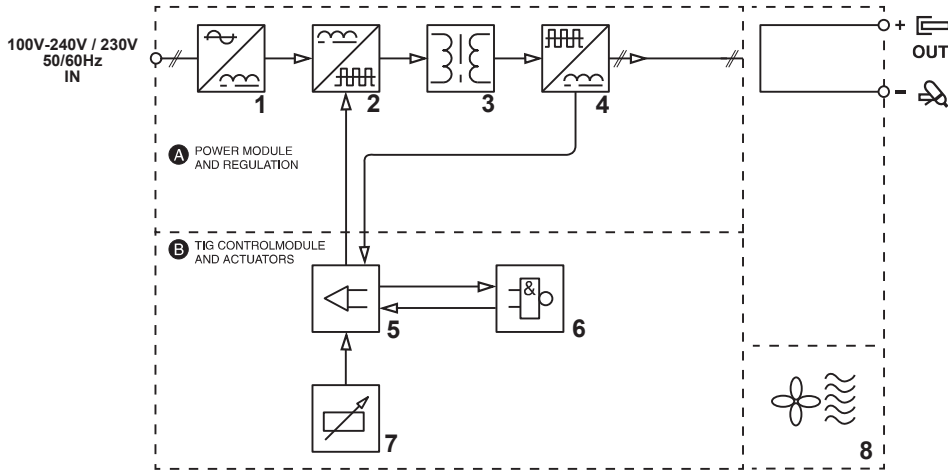 100V-240V / 230V
50/60Hz
IN
+
OUT
-
1
2
3
4
A POWER MODULE
AND REGULATION
B TIG CONTROLMODULE
AND ACTUATORS
&
5
6
7
8